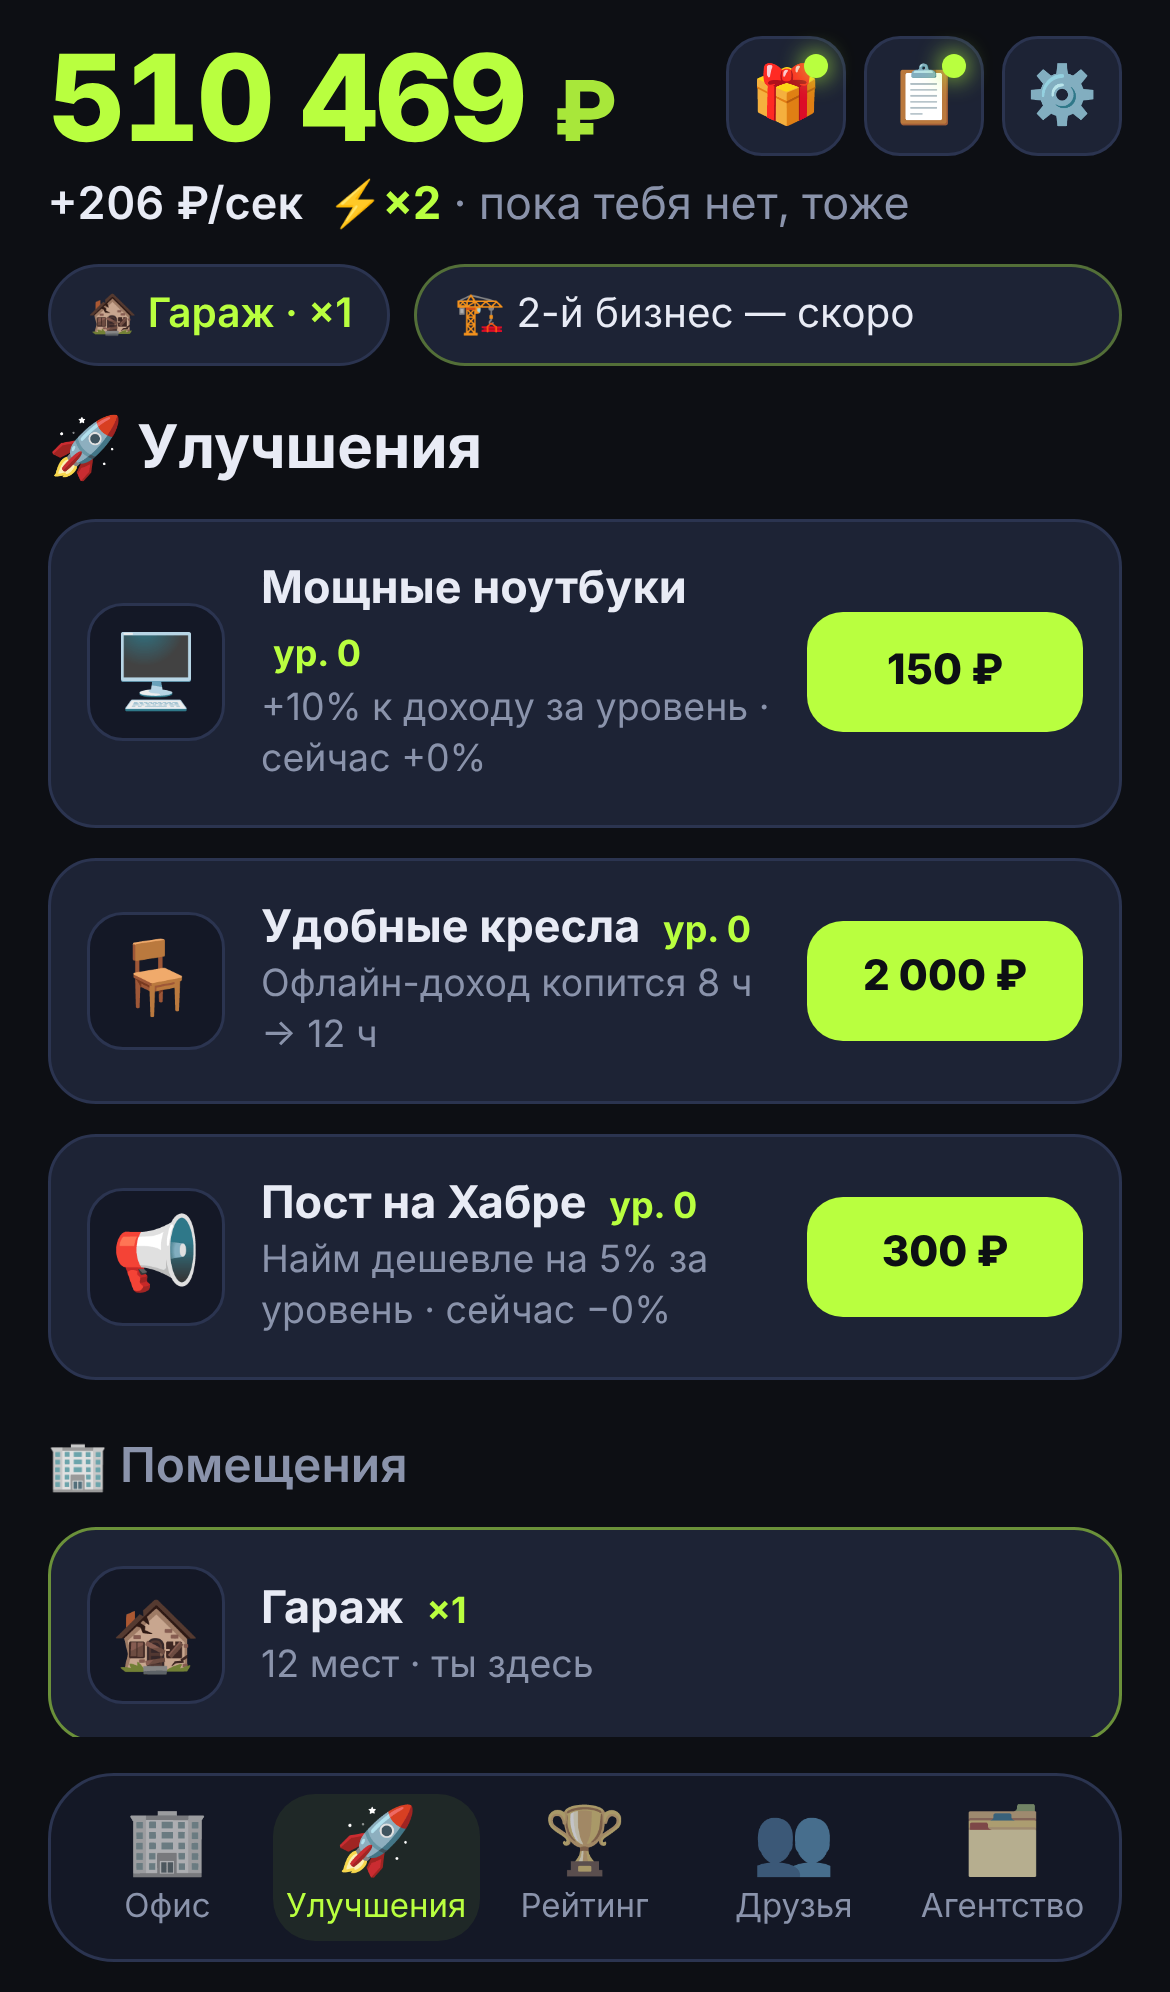 510 469 ₽
+206 ₽/сек ⚡×2 · пока тебя нет, тоже
Гараж · ×1
2-й бизнес — скоро
Улучшения
Мощные ноутбуки
ур. 0
+10% к доходу за уровень ·
сейчас +0%
150 ₽
Удобные кресла ур. 0
Офлайн-доход копится 8 ч
→ 12 ч
2 000 ₽
Пост на Хабре ур. 0
Найм дешевле на 5% за
уровень · сейчас −0%
300 ₽
Помещения
Гараж ×1
12 мест · ты здесь
Офис
Улучшения
Рейтинг
Друзья
Агентство